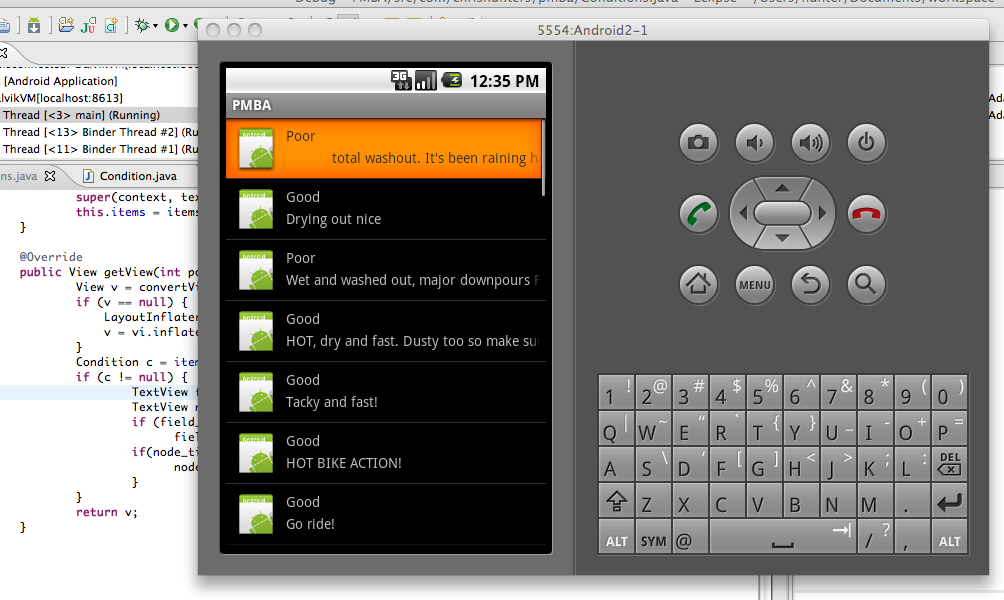 Debug - PMBA/src/com/chrishunters/pmba/Conditions.java - Eclipse - /Users/hunter/Documents/workspace
5554:Android2-1
[Android Application]
alvikVM[localhost:8613]
Thread [<3> main] (Running)
Thread [<13> Binder Thread #2] (Ru
Thread [<11> Binder Thread #1] (Ru
Ada
Ada
ns.java
Condition.java
super(context, tex
this.items = items
}
@Override
public View getView(int po
View v = convertVi
if (v == null) {
LayoutInflater
v = vi.inflate
}
Condition c = item
if (c != null) {
TextView f
TextView n
if (field_
fiel
if(node_ti
node
}
}
return v;
}
3G
12:35 PM
PMBA
Poor
total washout. It's been raining h
Good
Drying out nice
Poor
Wet and washed out, major downpours F
Good
HOT, dry and fast. Dusty too so make sur
Good
Tacky and fast!
Good
HOT BIKE ACTION!
Good
Go ride!
MENU
1 ! 2 @ 3 # 4 $ 5 % 6 ^ 7 & 8 * 9 ( 0 )
Q | W ~ E “ R ` T { Y } U _ I - O + P =
A S \ D ‘ F [ G ] H < J > K ; L : DEL
Z X C V B N M .
ALT SYM @ / ? , ALT